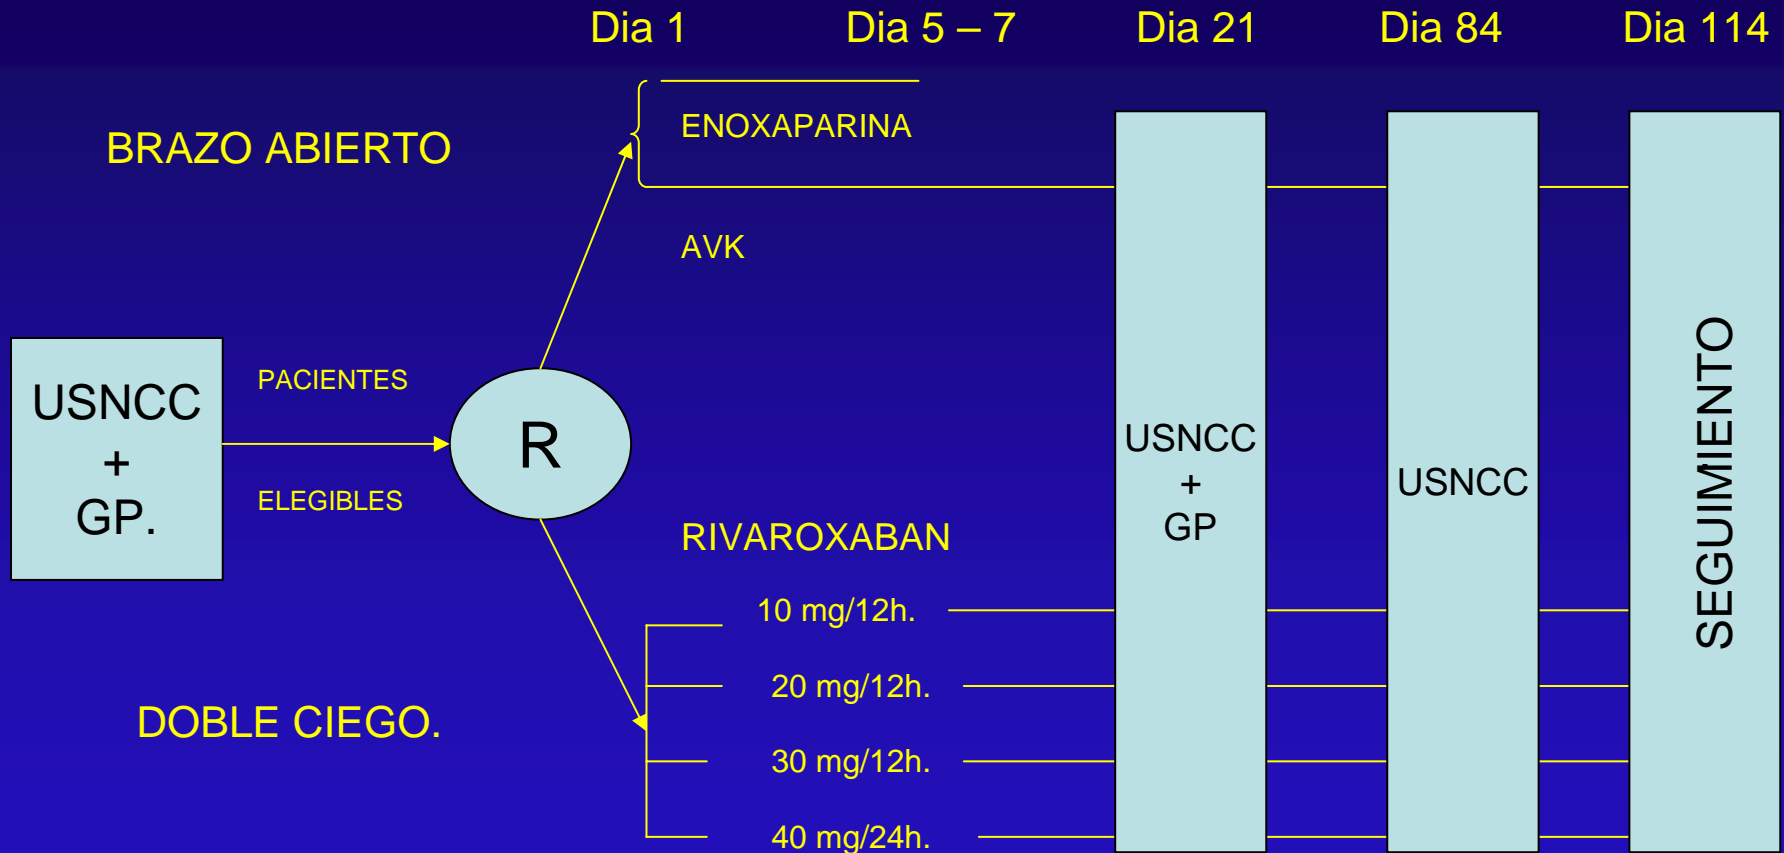 Dia 1
Dia 5 – 7
Dia 21
Dia 84
Dia 114
BRAZO ABIERTO
ENOXAPARINA
AVK
USNCC
+
GP.
PACIENTES
ELEGIBLES
R
RIVAROXABAN
10 mg/12h.
20 mg/12h.
30 mg/12h.
40 mg/24h.
DOBLE CIEGO.
USNCC
+
GP
USNCC
SEGUIMIENTO